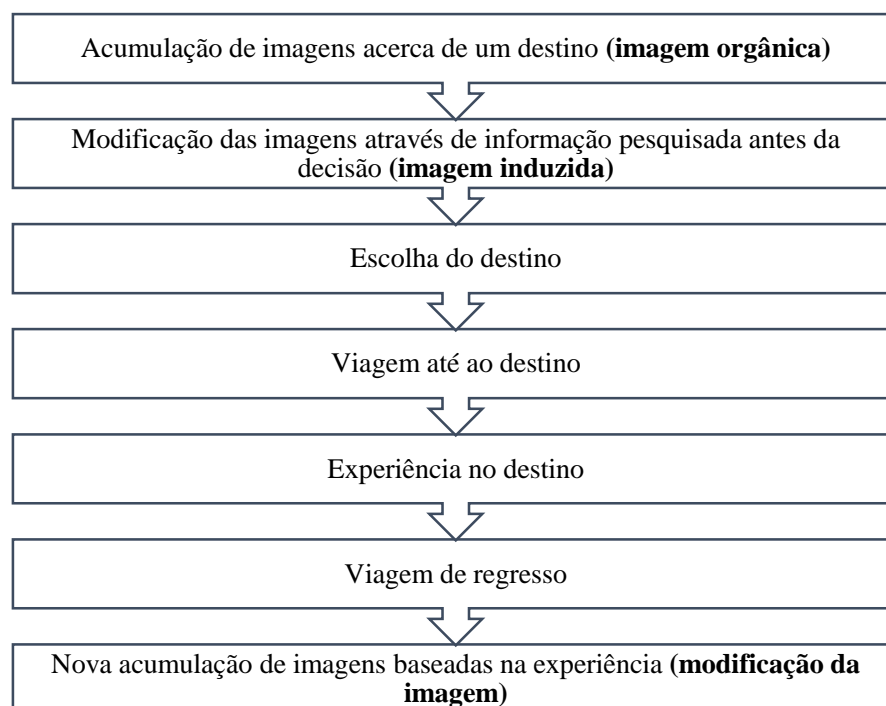 Acumulação de imagens acerca de um destino (imagem orgânica)
Modificação das imagens através de informação pesquisada antes da
decisão (imagem induzida)
Escolha do destino
Viagem até ao destino
Experiência no destino
Viagem de regresso
Nova acumulação de imagens baseadas na experiência (modificação da
imagem)